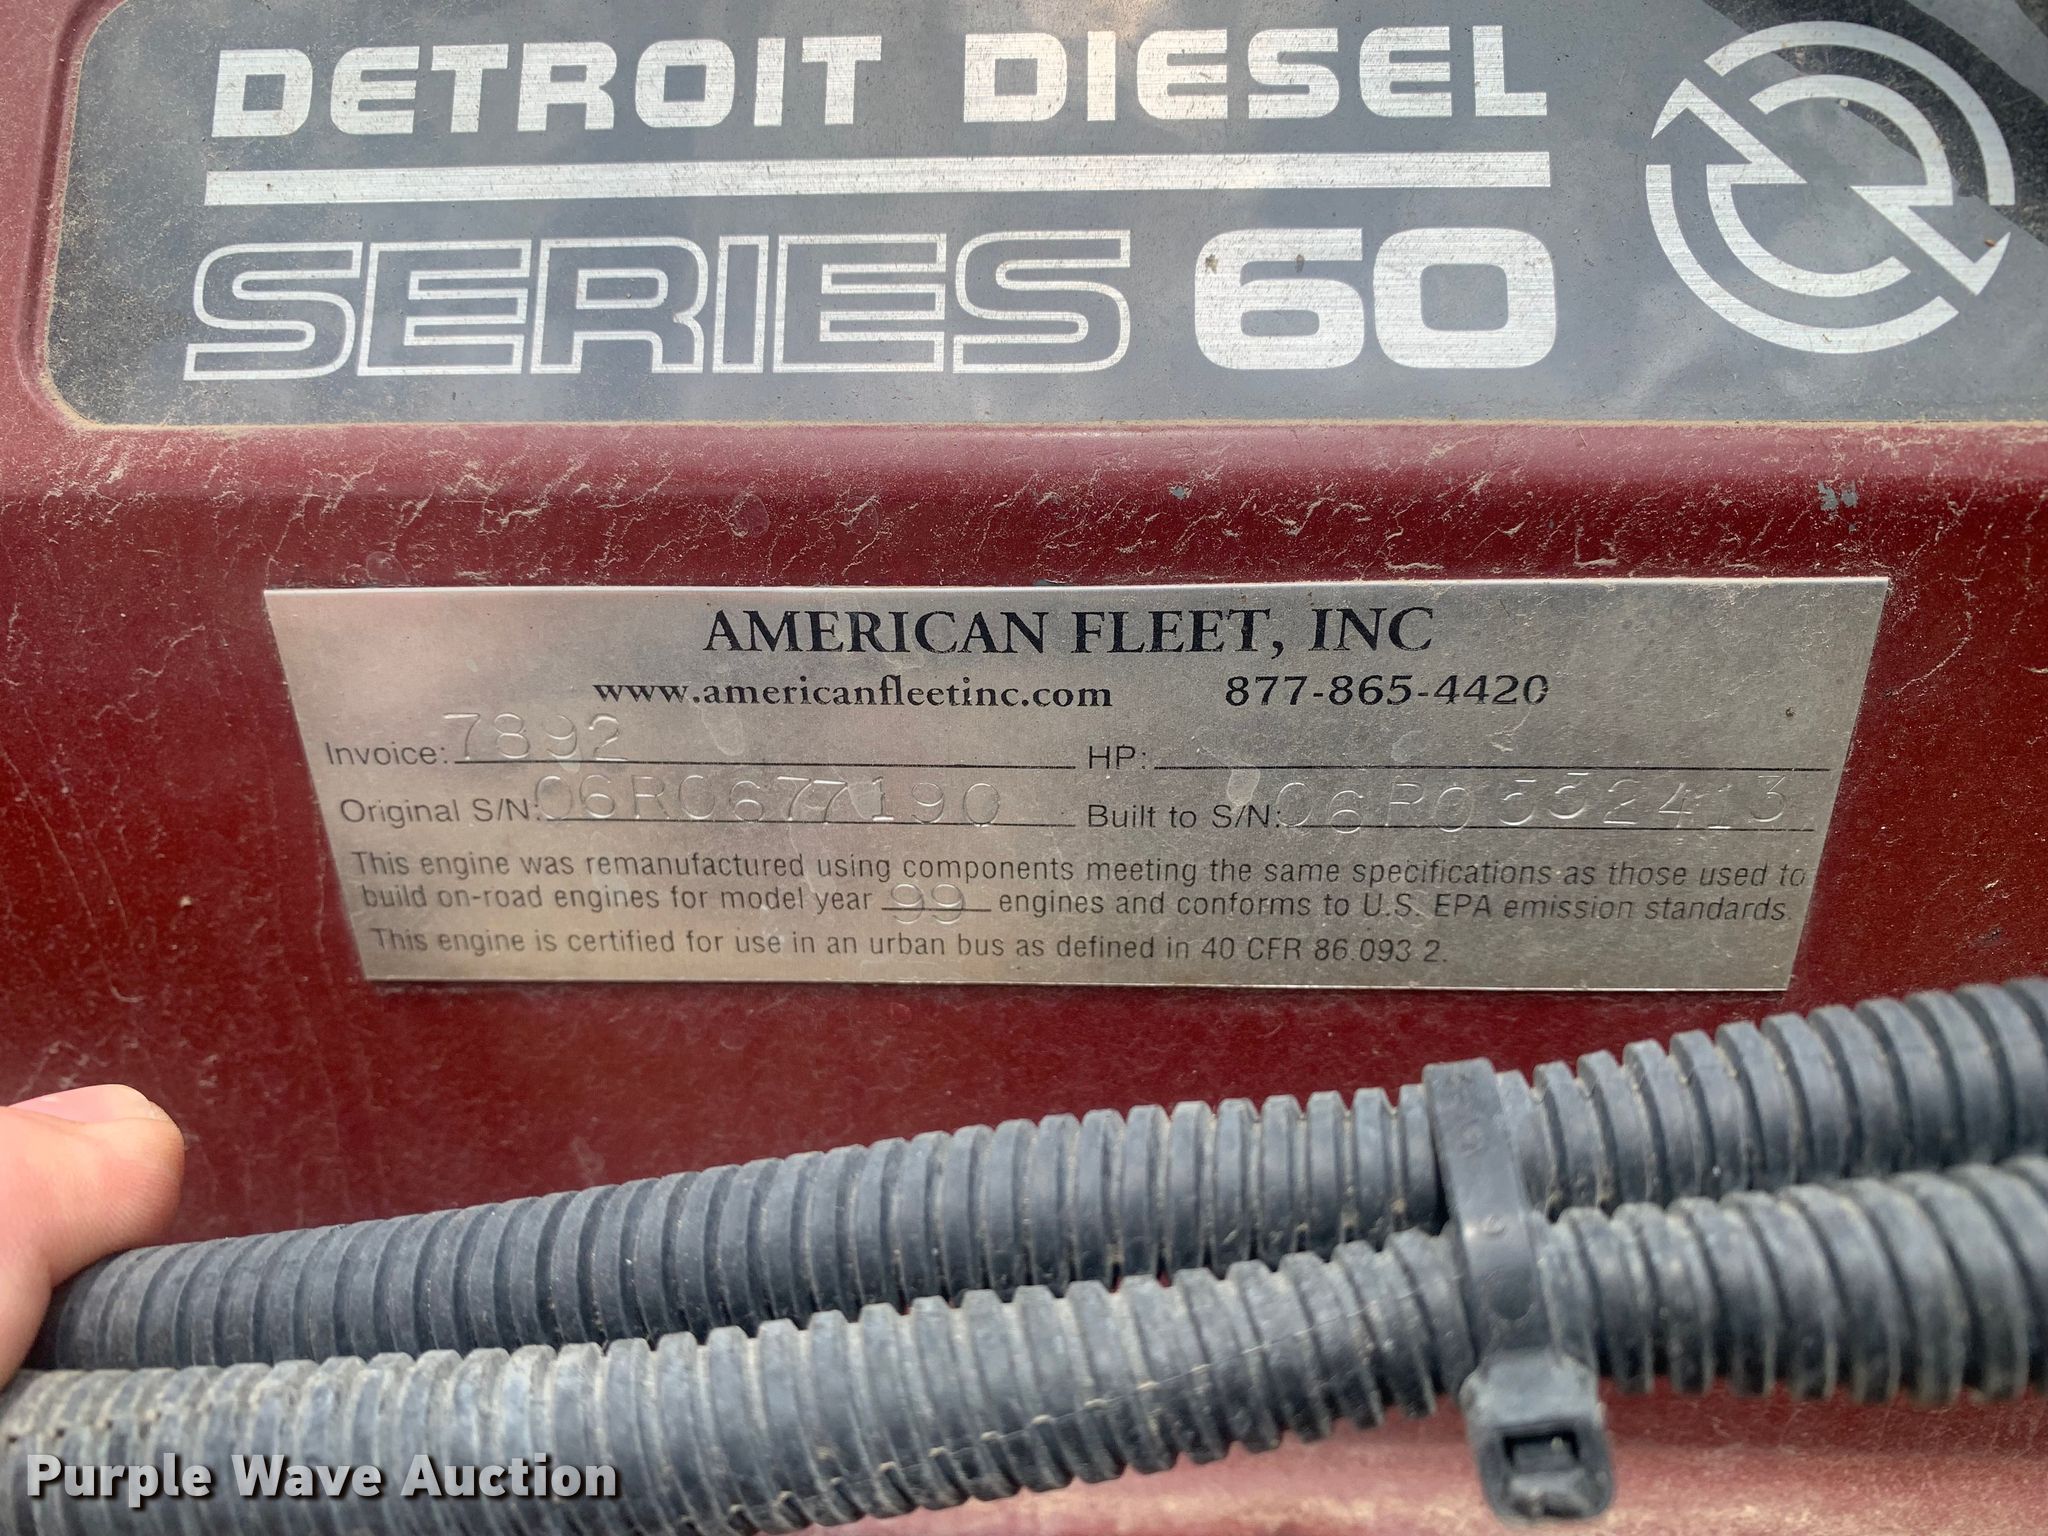 DETROIT DIESEL
SERIES 60
AMERICAN FLEET, INC
www.americanfleetinc.com 877-865-4420
Invoice: 7892 HP:
Original S/N: 06R0677190 Built to S/N:
This engine was remanufactured using components meeting the same specifications as those used to
build on-road engines for model year 99 engines and conforms to U.S. EPA emission standards.
This engine is certified for use in an urban bus as defined in 40 CFR 86.093 2.
Purple Wave Auction